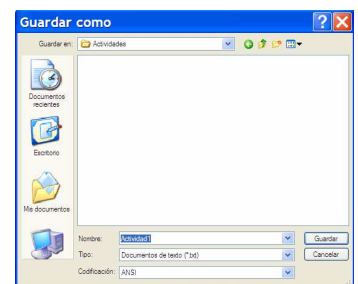 Guardar como
Guardar en: Actividades
Documentos
recientes
Escritorio
Mis documentos
Nombre: Actividad1 Guardar
Tipo: Documentos de texto (*.txt) Cancelar
Codificación: ANSI